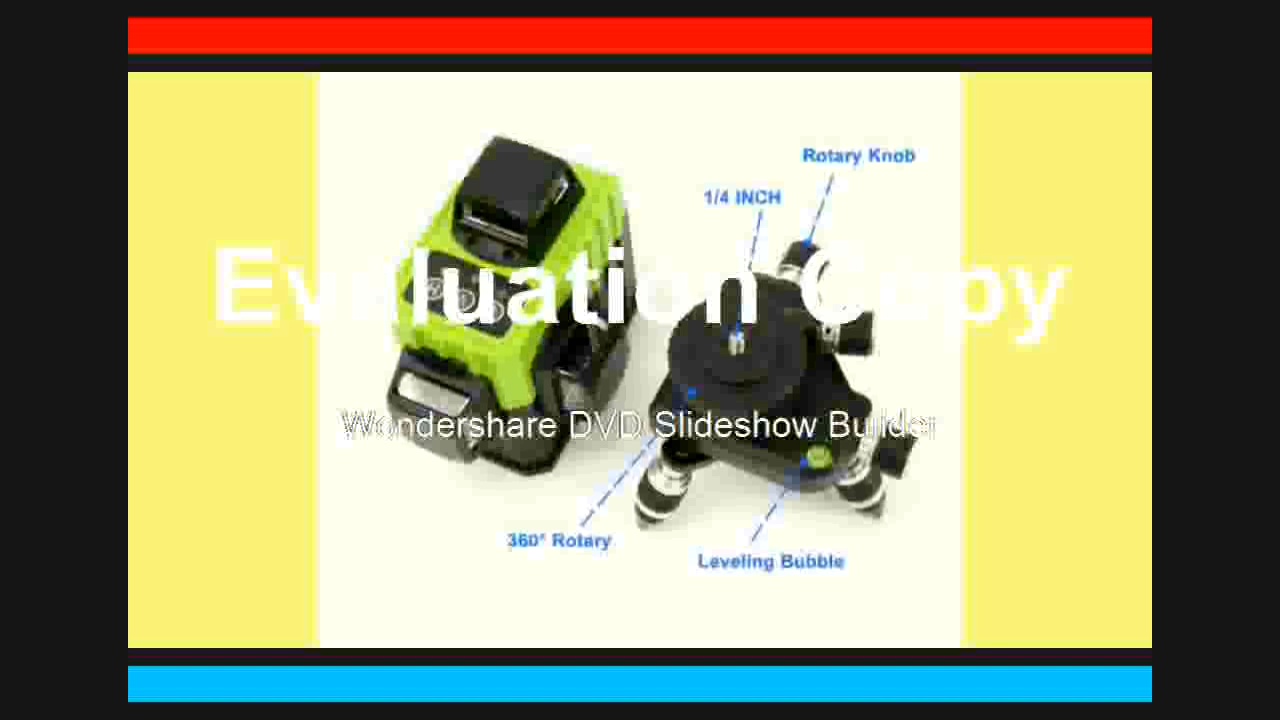 Rotary Knob
1/4 INCH
Evaluation Copy
Wondershare DVD Slideshow Builder
360° Rotary
Leveling Bubble